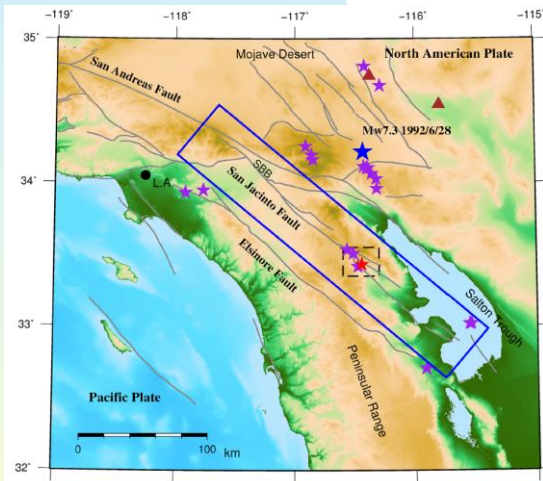 -119° -118° -117° -116° -115°
35°
Mojave Desert
North American Plate
San Andreas Fault
Mw7.3 1992/6/28
34°
L.A
SBB
San Jacinto Fault
Elsinore Fault
Salton Trough
33°
Peninsular Range
Pacific Plate
km
0 100
32°